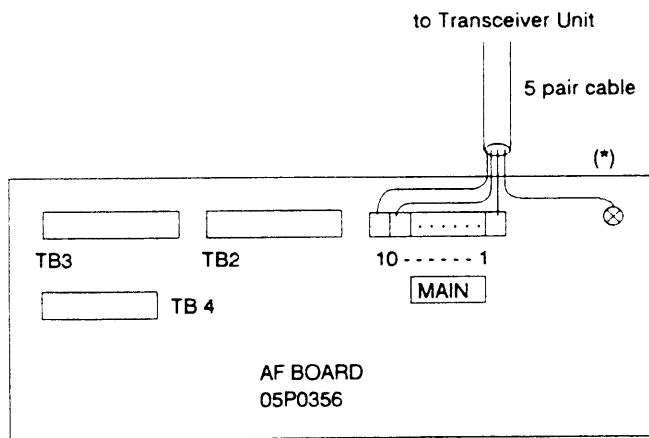 to Transceiver Unit
5 pair cable
(*)
TB3
TB2
10 - - - - - - 1
MAIN
TB 4
AF BOARD
05P0356